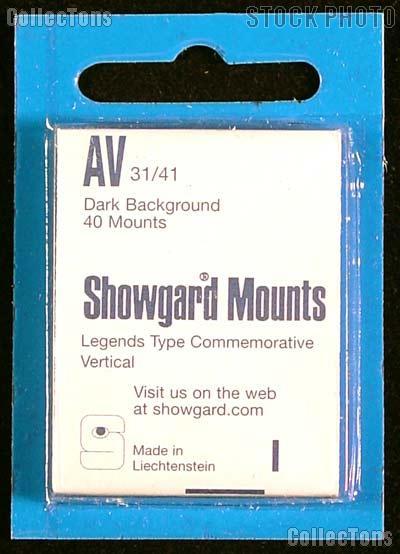 CollecTons
STOCK PHOTO
AV 31/41
Dark Background
40 Mounts
Showgard® Mounts
Legends Type Commemorative
Vertical
Visit us on the web
at showgard.com
Made in
Liechtenstein
CollecTons